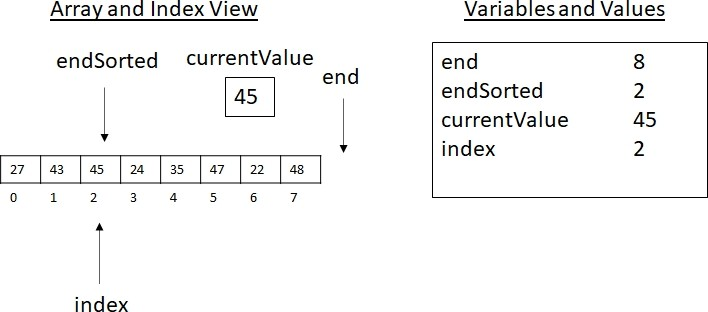 Array and Index View
Variables and Values
endSorted
currentValue
end
45
27 43 45 24 35 47 22 48
0 1 2 3 4 5 6 7
index
end 8
endSorted 2
currentValue 45
index 2